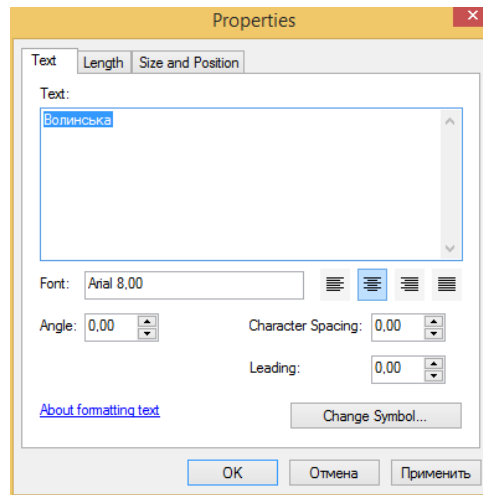 Properties
Text Length Size and Position
Text:
Волинська
Font: Arial 8,00
Angle: 0,00 Character Spacing: 0,00
Leading: 0,00
About formatting text Change Symbol...
OK Отмена Применить